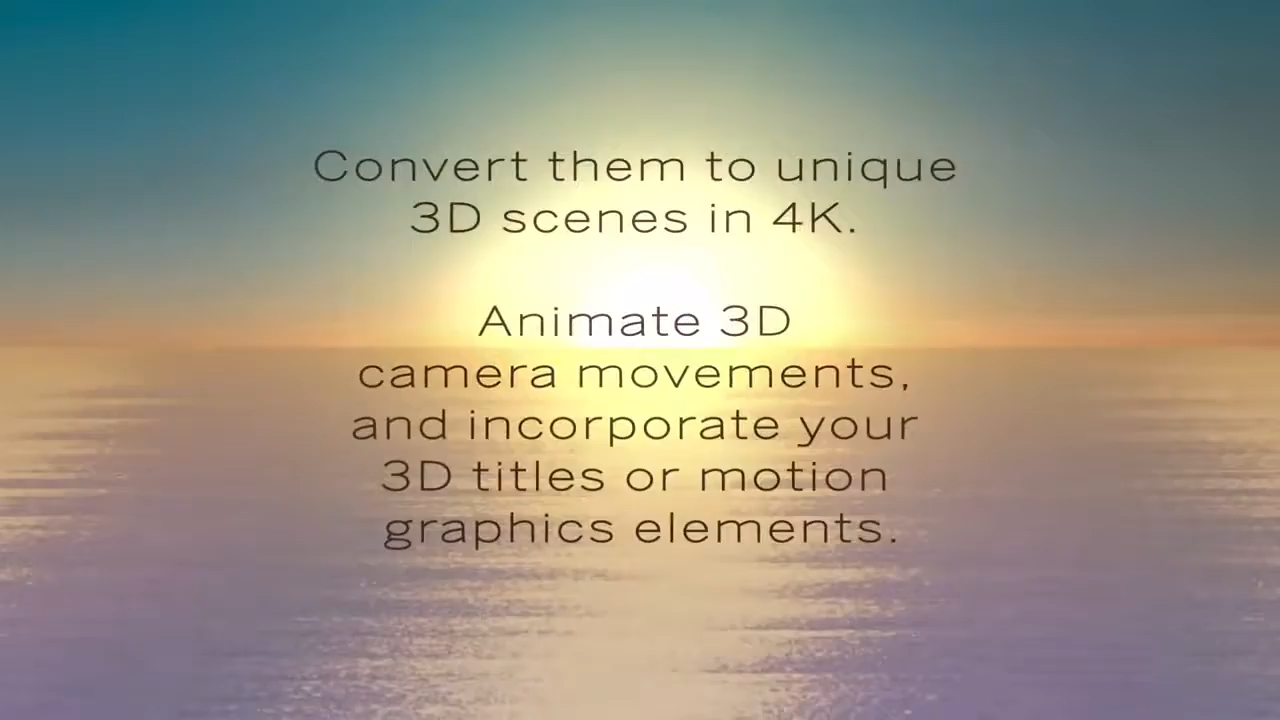 Convert them to unique
3D scenes in 4K.
Animate 3D
camera movements,
and incorporate your
3D titles or motion
graphics elements.